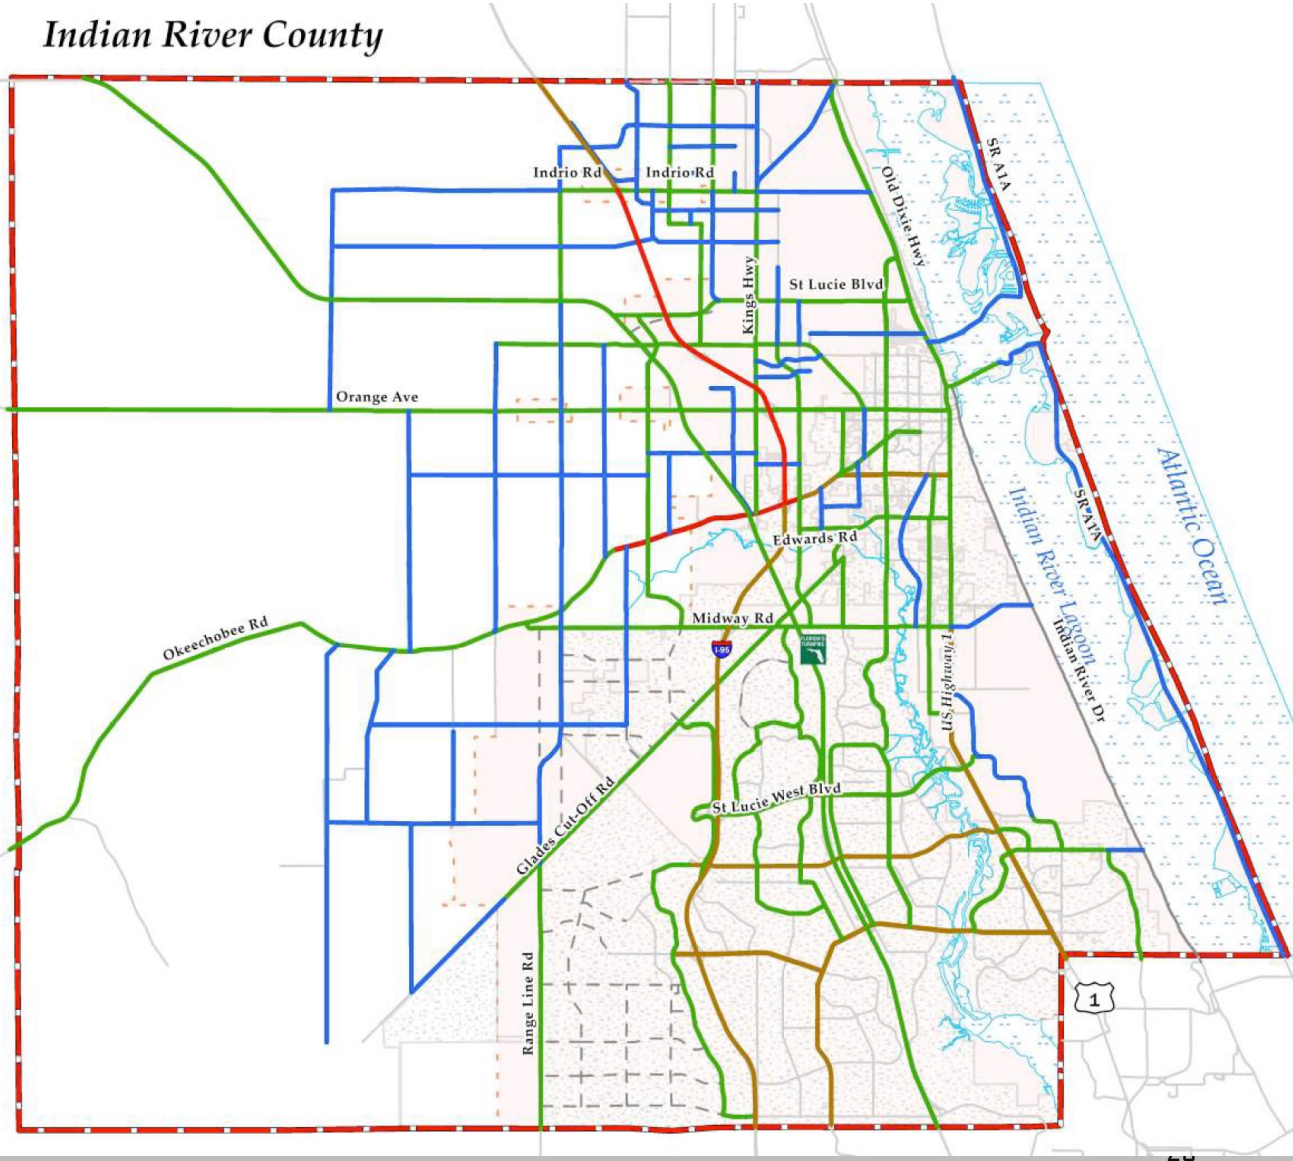 Indian River County
SR A1A
Indrio Rd
Indrio Rd
Old Dixie Hwy
Kings Hwy
St Lucie Blvd
Orange Ave
Atlantic Ocean
SR A1A
Indian River Lagoon
Edwards Rd
Okeechobee Rd
Midway Rd
Indian River Dr
I-95
FLORIDA'S
TURNPIKE
US Highway 1
St Lucie West Blvd
Glades Cut-Off Rd
Range Line Rd
1